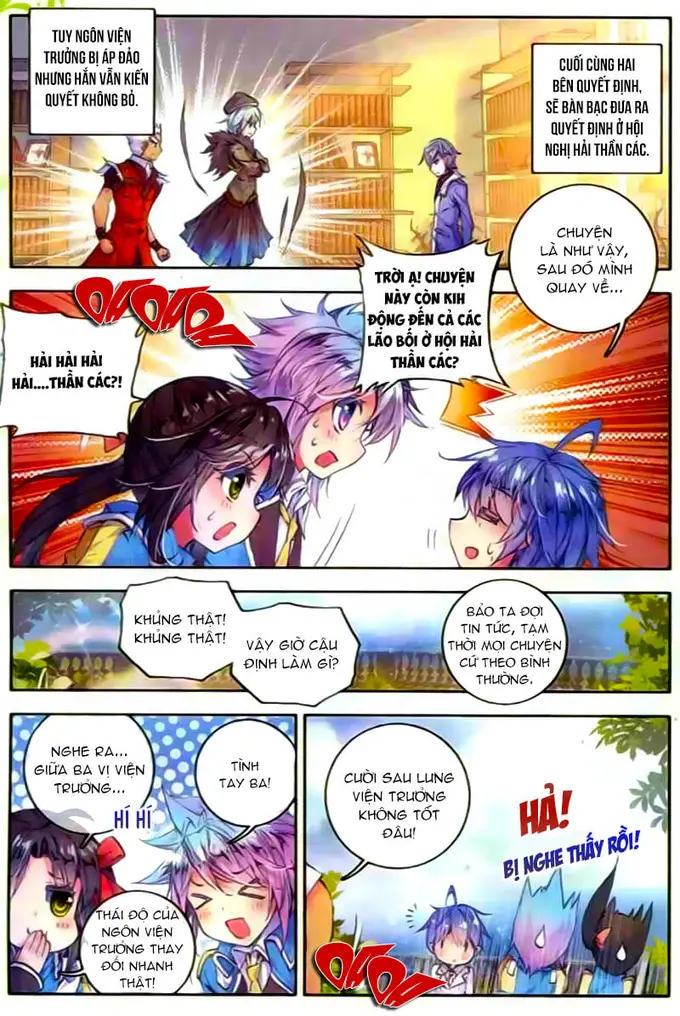 TUY NGÔN VIỆN
TRƯỞNG BỊ ÁP ĐẢO
NHƯNG HẮN VẪN KIẾN
QUYẾT KHÔNG BỎ.
CUỐI CÙNG HAI
BÊN QUYẾT ĐỊNH,
SẼ BÀN BẠC ĐƯA RA
QUYẾT ĐỊNH Ở HỘI
NGHỊ HẢI THẦN CÁC.
CHUYỆN
LÀ NHƯ VẬY,
SAU ĐÓ MÌNH
QUAY VỀ...
TRỜI Ạ! CHUYỆN
NÀY CÒN KIH
ĐỘNG ĐẾN CẢ CÁC
LÃO BỐI Ở HỘI HẢI
THẦN CÁC?
HẢI HẢI HẢI
HẢI....THẦN CÁC?!
KHỦNG THẬT!
KHỦNG THẬT!
VẬY GIỜ CẬU
ĐỊNH LÀM GÌ?
BẢO TA ĐỢI
TIN TỨC, TẠM
THỜI MỌI CHUYỆN
CỨ THEO BÌNH
THƯỜNG.
NGHE RA...
GIỮA BA VỊ VIỆN
TRƯỞNG...
HÍ HÍ
TÌNH
TAY BA!
THÁI ĐỘ CỦA
NGÔN VIỆN
TRƯỞNG THAY
ĐỔI NHANH
THẬT!
CƯỜI SAU LƯNG
VIỆN TRƯỞNG
KHÔNG TỐT
ĐÂU!
HẢ!
BỊ NGHE THẤY RỒI!